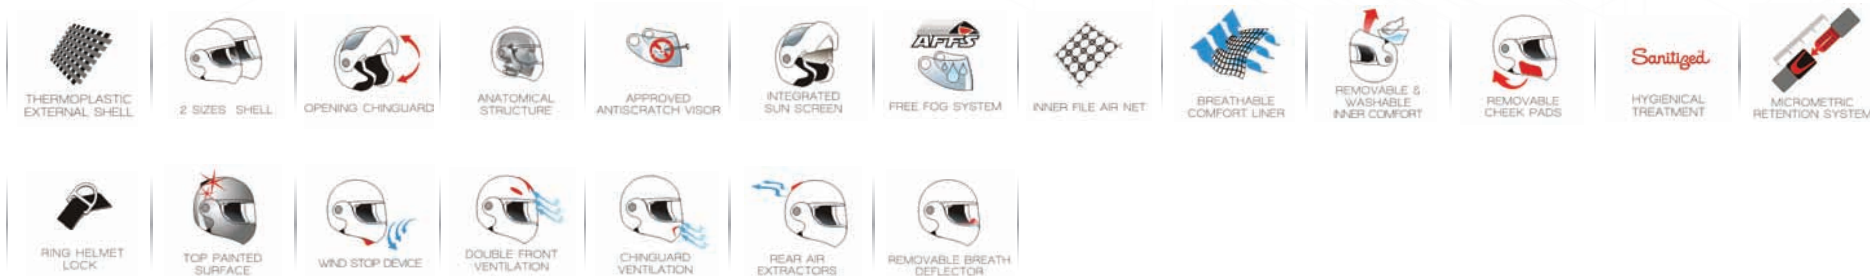 THERMOPLASTIC
EXTERNAL SHELL
2 SIZES SHELL
OPENING CHINGUARD
ANATOMICAL
STRUCTURE
APPROVED
ANTISCRATCH VISOR
INTEGRATED
SUN SCREEN
AFFS
FREE FOG SYSTEM
INNER FILE AIR NET
BREATHABLE
COMFORT LINER
REMOVABLE &
WASHABLE
INNER COMFORT
REMOVABLE
CHEEK PADS
Sanitized
HYGIENICAL
TREATMENT
MICROMETRIC
RETENTION SYSTEM
RING HELMET
LOCK
TOP PAINTED
SURFACE
WIND STOP DEVICE
DOUBLE FRONT
VENTILATION
CHINGUARD
VENTILATION
REAR AIR
EXTRACTORS
REMOVABLE BREATH
DEFLECTOR